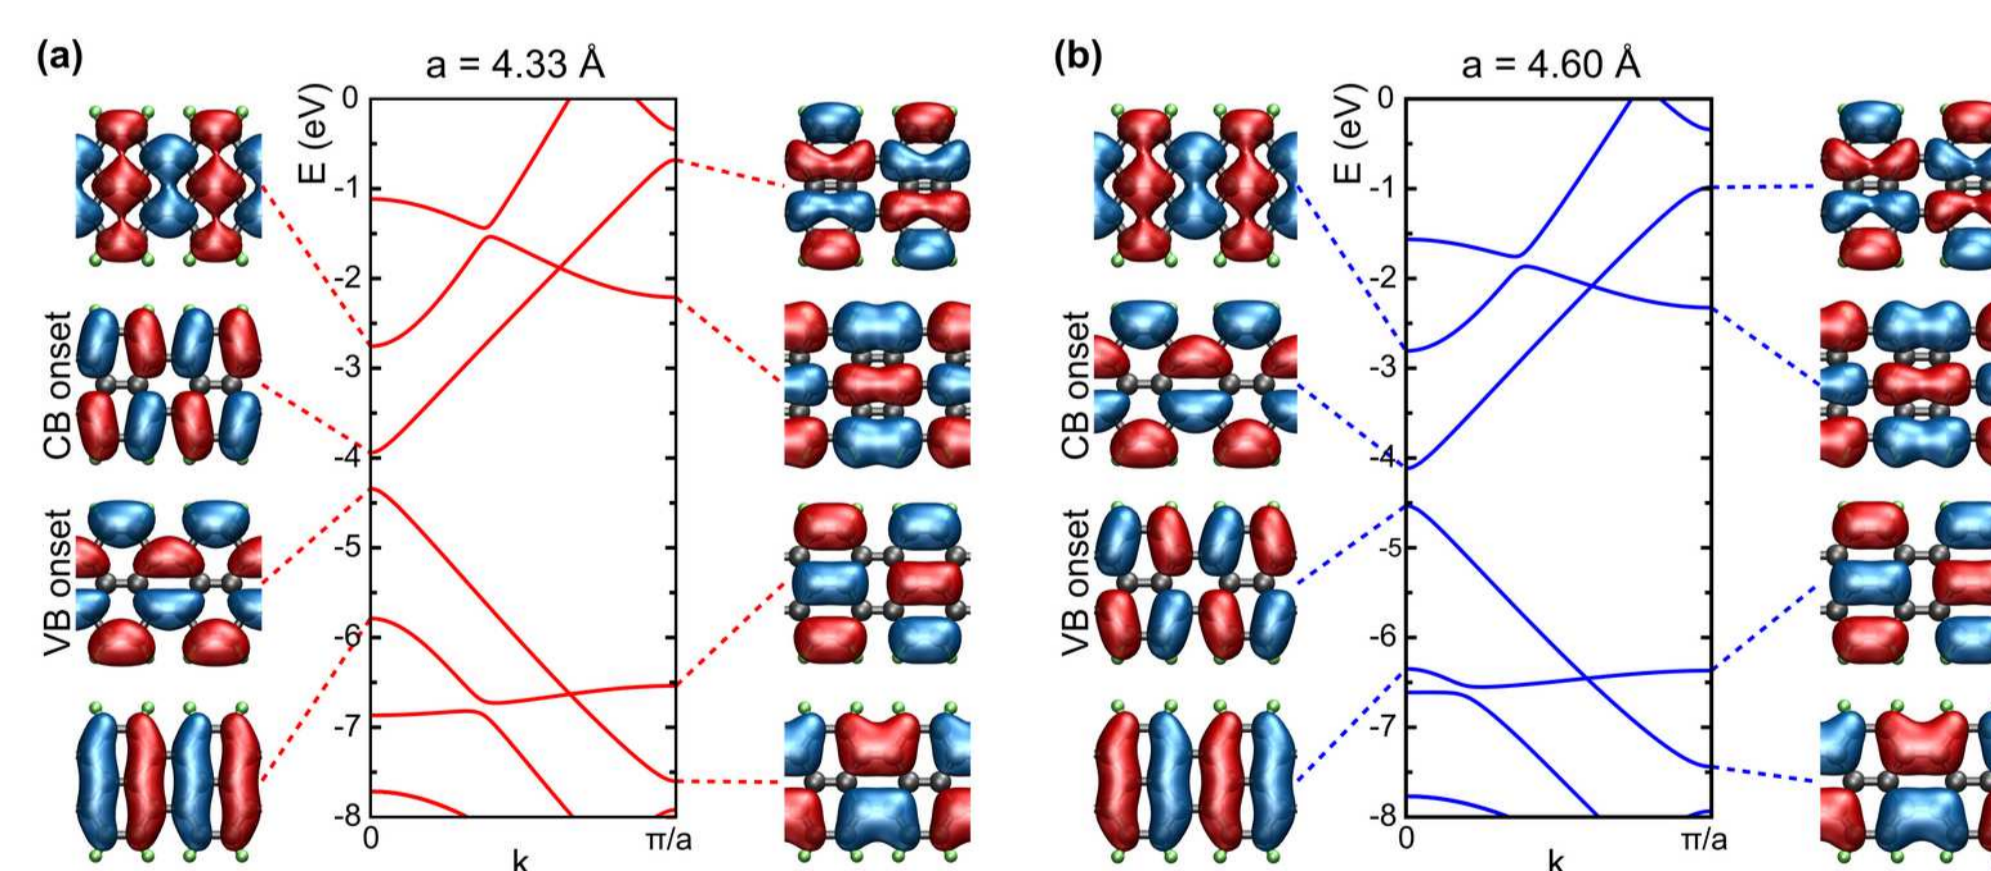 (a)
a = 4.33 Å
E (eV)
0
-1
-2
-3
-4
-5
-6
-7
-8
0
π/a
k
CB onset
VB onset
(b)
a = 4.60 Å
E (eV)
0
-1
-2
-3
-4
-5
-6
-7
-8
0
π/a
k
CB onset
VB onset